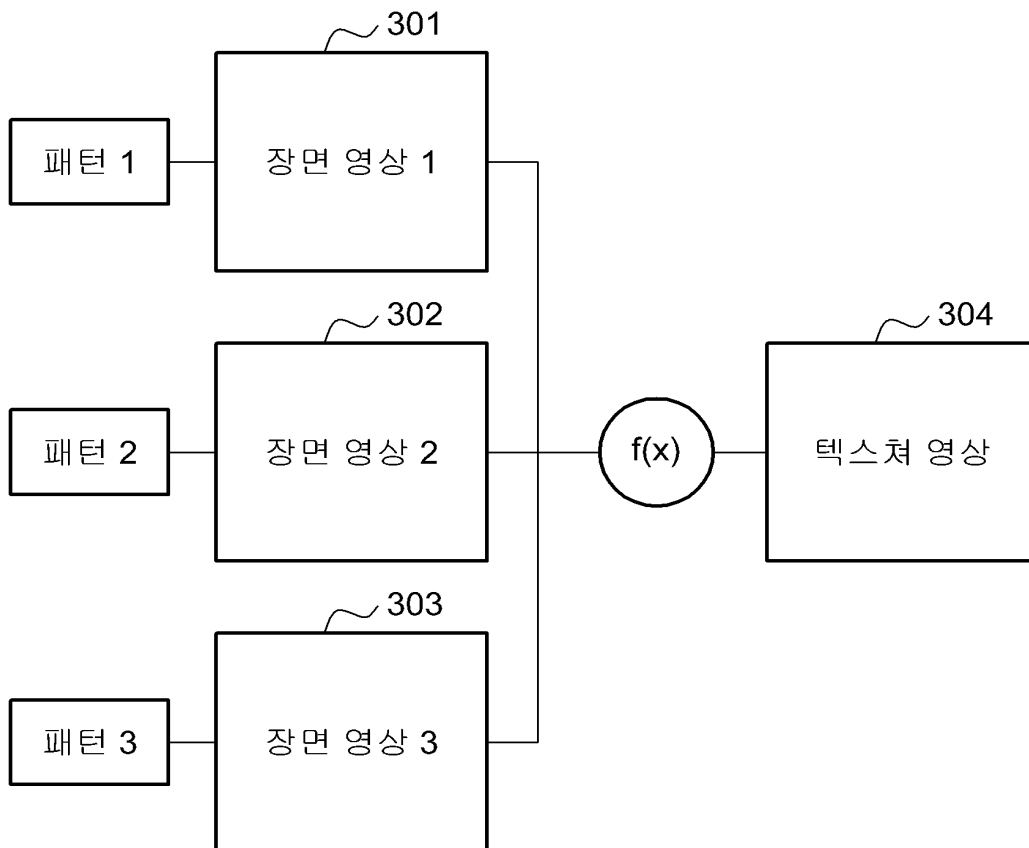 301
패턴 1
장면 영상 1
302
304
패턴 2
장면 영상 2
f(x)
텍스쳐 영상
303
패턴 3
장면 영상 3